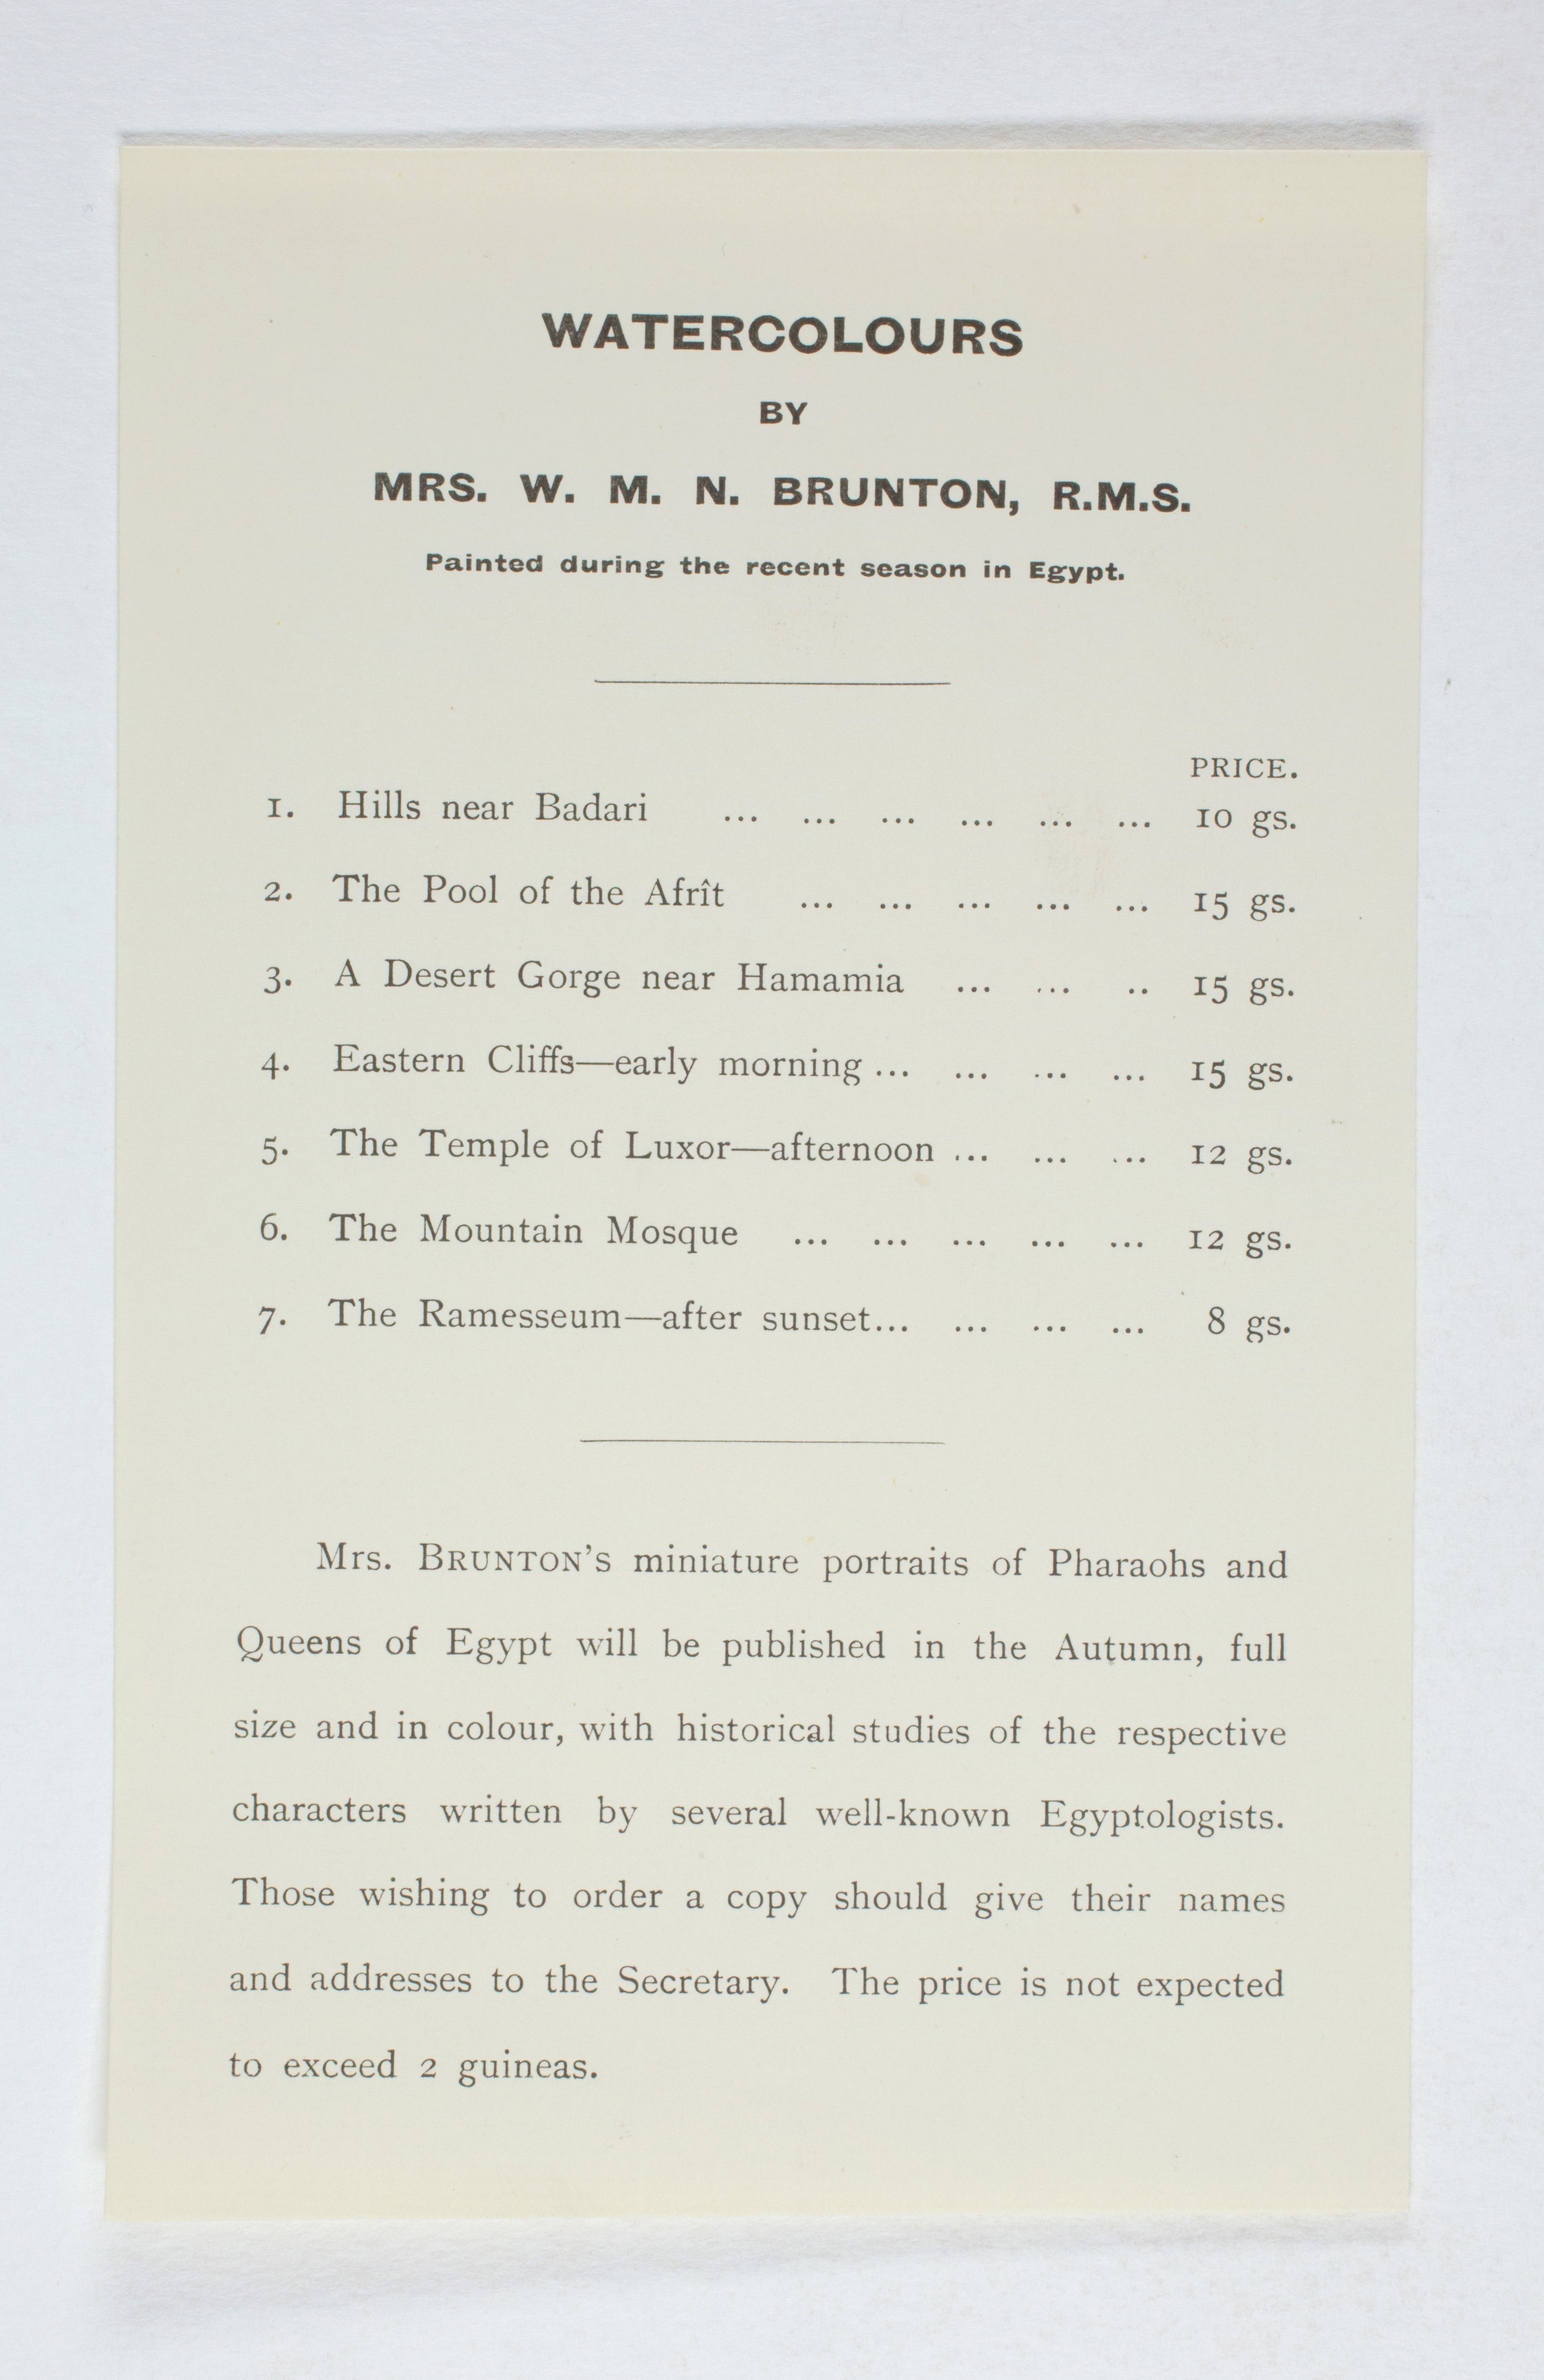 WATERCOLOURS
BY
MRS. W. M. N. BRUNTON, R.M.S.
Painted during the recent season in Egypt.
PRICE.
1. Hills near Badari ... ... ... ... ... ... 10 gs.
2. The Pool of the Afrît ... ... ... ... ... 15 gs.
3. A Desert Gorge near Hamamia ... ... .. 15 gs.
4. Eastern Cliffs—early morning ... ... ... ... 15 gs.
5. The Temple of Luxor—afternoon ... ... ... 12 gs.
6. The Mountain Mosque ... ... ... ... ... 12 gs.
7. The Ramesseum—after sunset... ... ... ... 8 gs.
Mrs. BRUNTON'S miniature portraits of Pharaohs and
Queens of Egypt will be published in the Autumn, full
size and in colour, with historical studies of the respective
characters written by several well-known Egyptologists.
Those wishing to order a copy should give their names
and addresses to the Secretary. The price is not expected
to exceed 2 guineas.